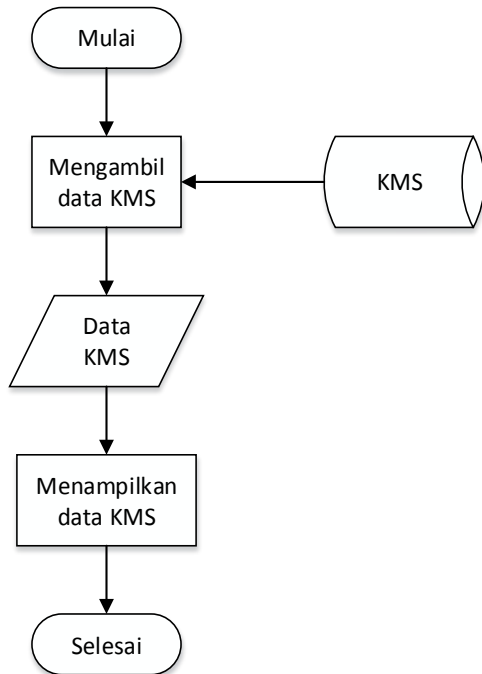 Mulai
Mengambil
data KMS
KMS
Data
KMS
Menampilkan
data KMS
Selesai